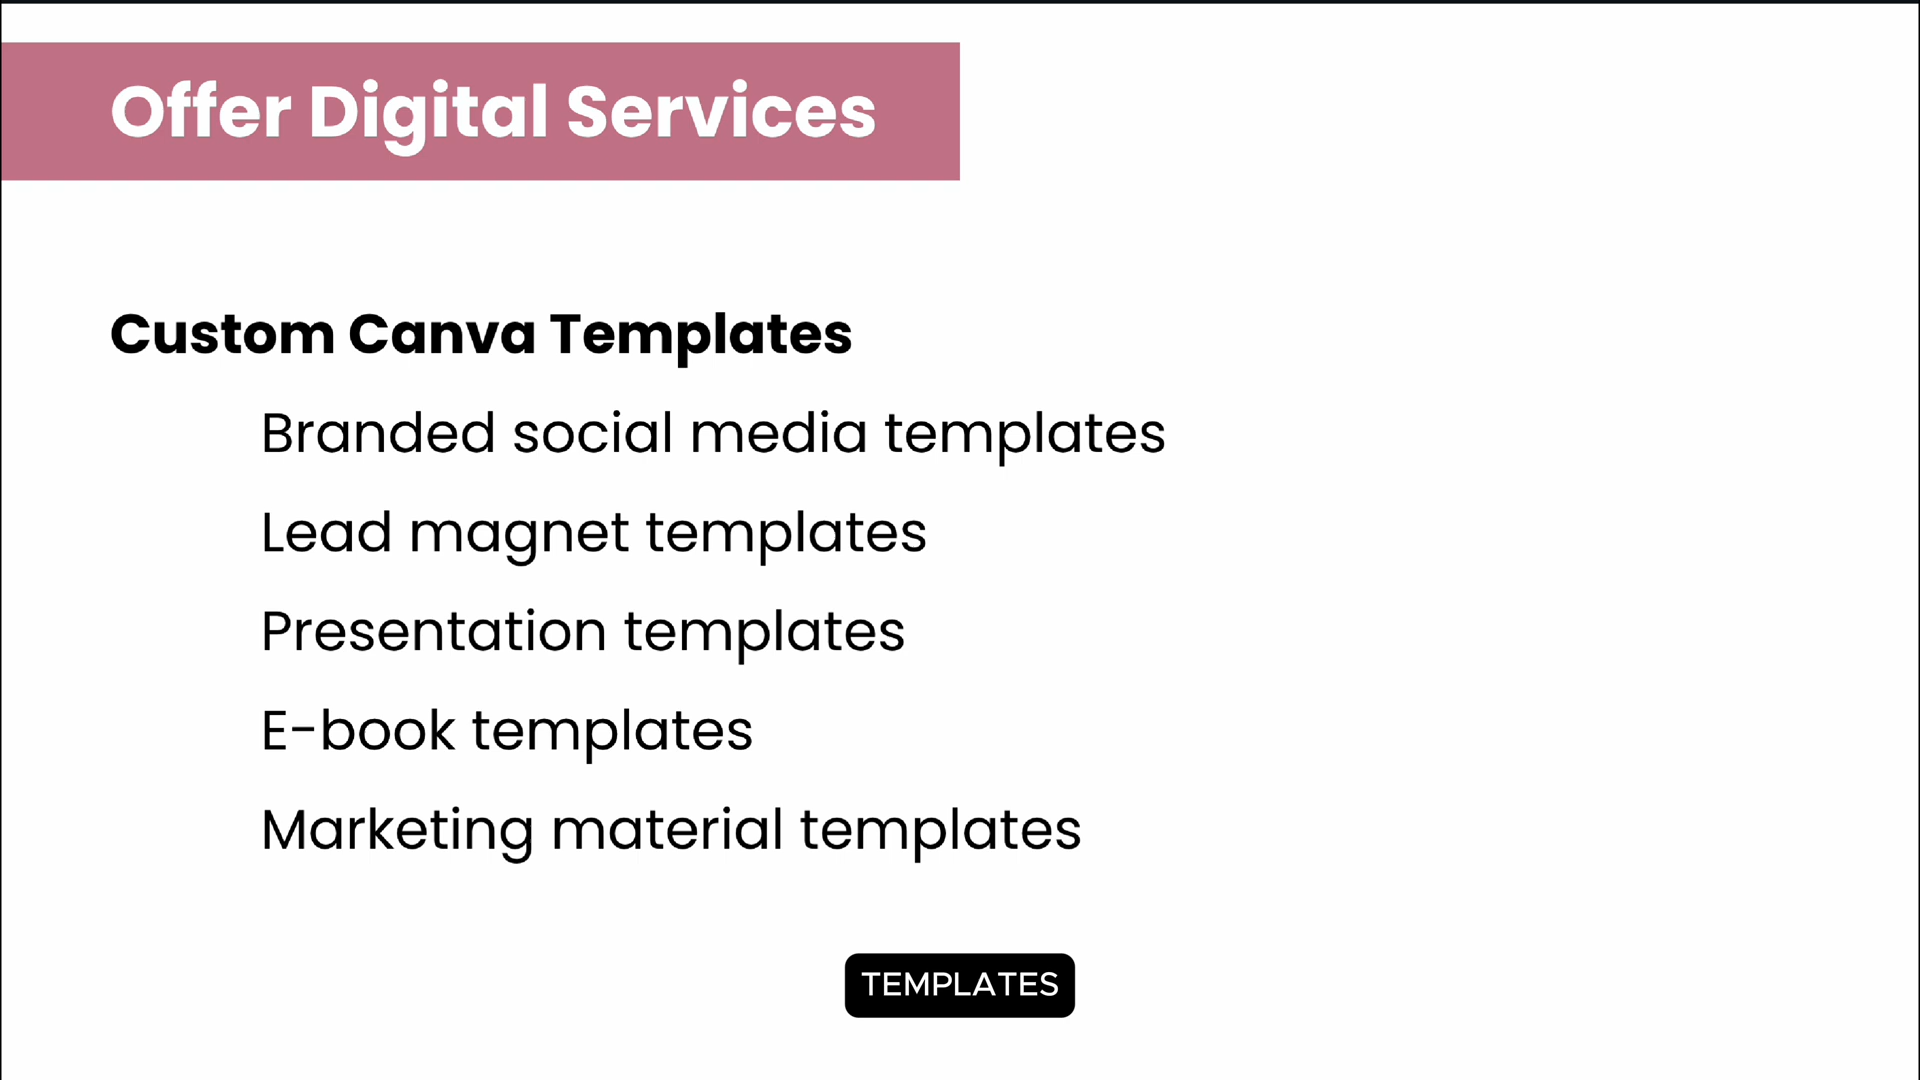 Offer Digital Services
Custom Canva Templates
Branded social media templates
Lead magnet templates
Presentation templates
E-book templates
Marketing material templates
TEMPLATES